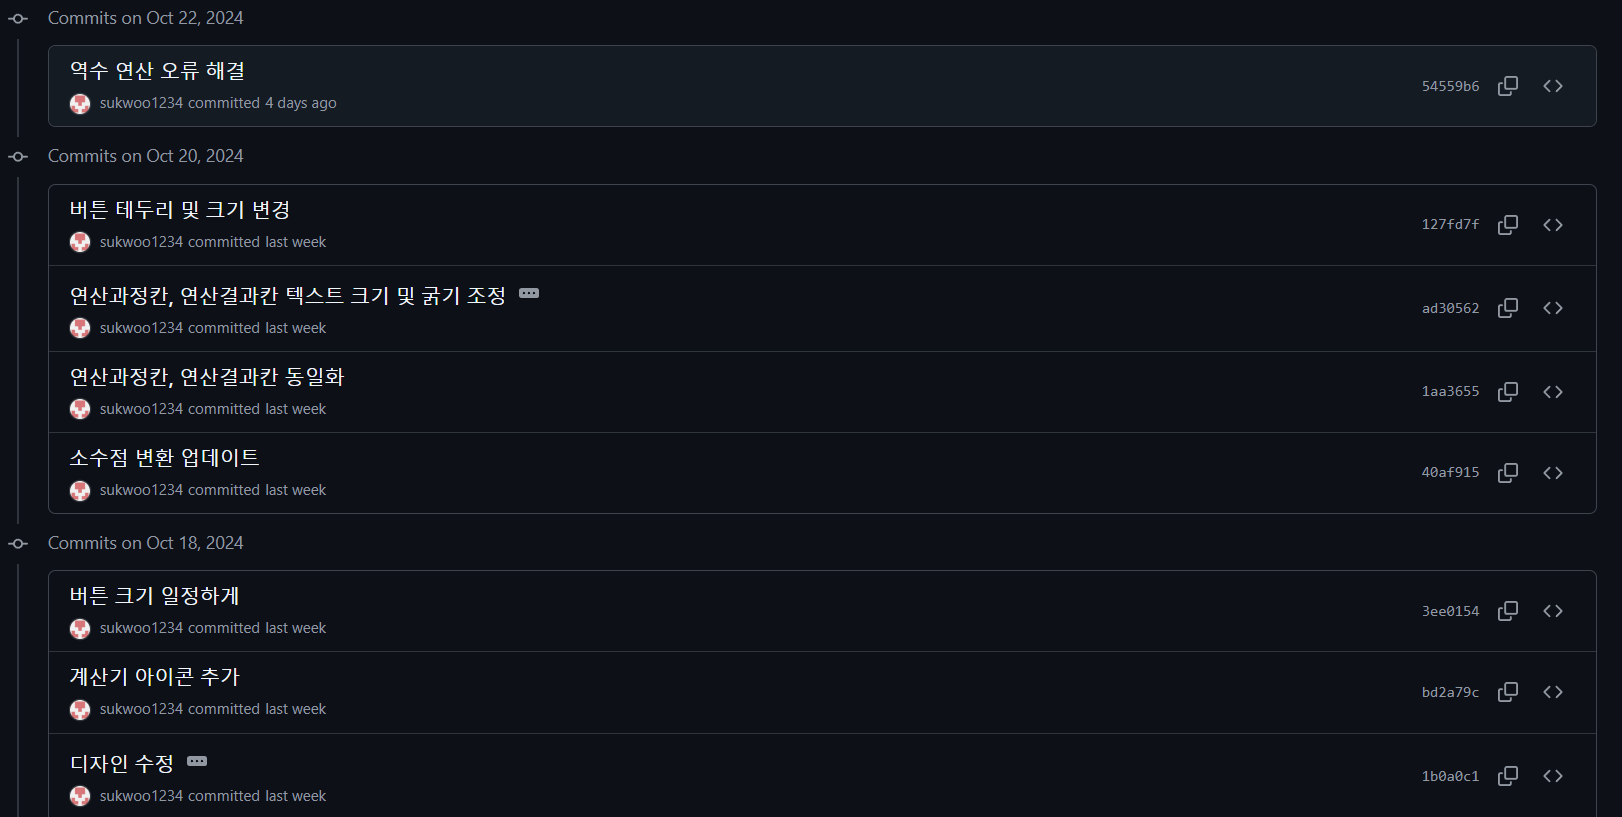 Commits on Oct 22, 2024
역수 연산 오류 해결
sukwoo1234 committed 4 days ago
54559b6
Commits on Oct 20, 2024
버튼 테두리 및 크기 변경
sukwoo1234 committed last week
127fd7f
연산과정칸, 연산결과칸 텍스트 크기 및 굵기 조정
sukwoo1234 committed last week
ad30562
연산과정칸, 연산결과칸 동일화
sukwoo1234 committed last week
1aa3655
소수점 변환 업데이트
sukwoo1234 committed last week
40af915
Commits on Oct 18, 2024
버튼 크기 일정하게
sukwoo1234 committed last week
3ee0154
계산기 아이콘 추가
sukwoo1234 committed last week
bd2a79c
디자인 수정
sukwoo1234 committed last week
1b0a0c1